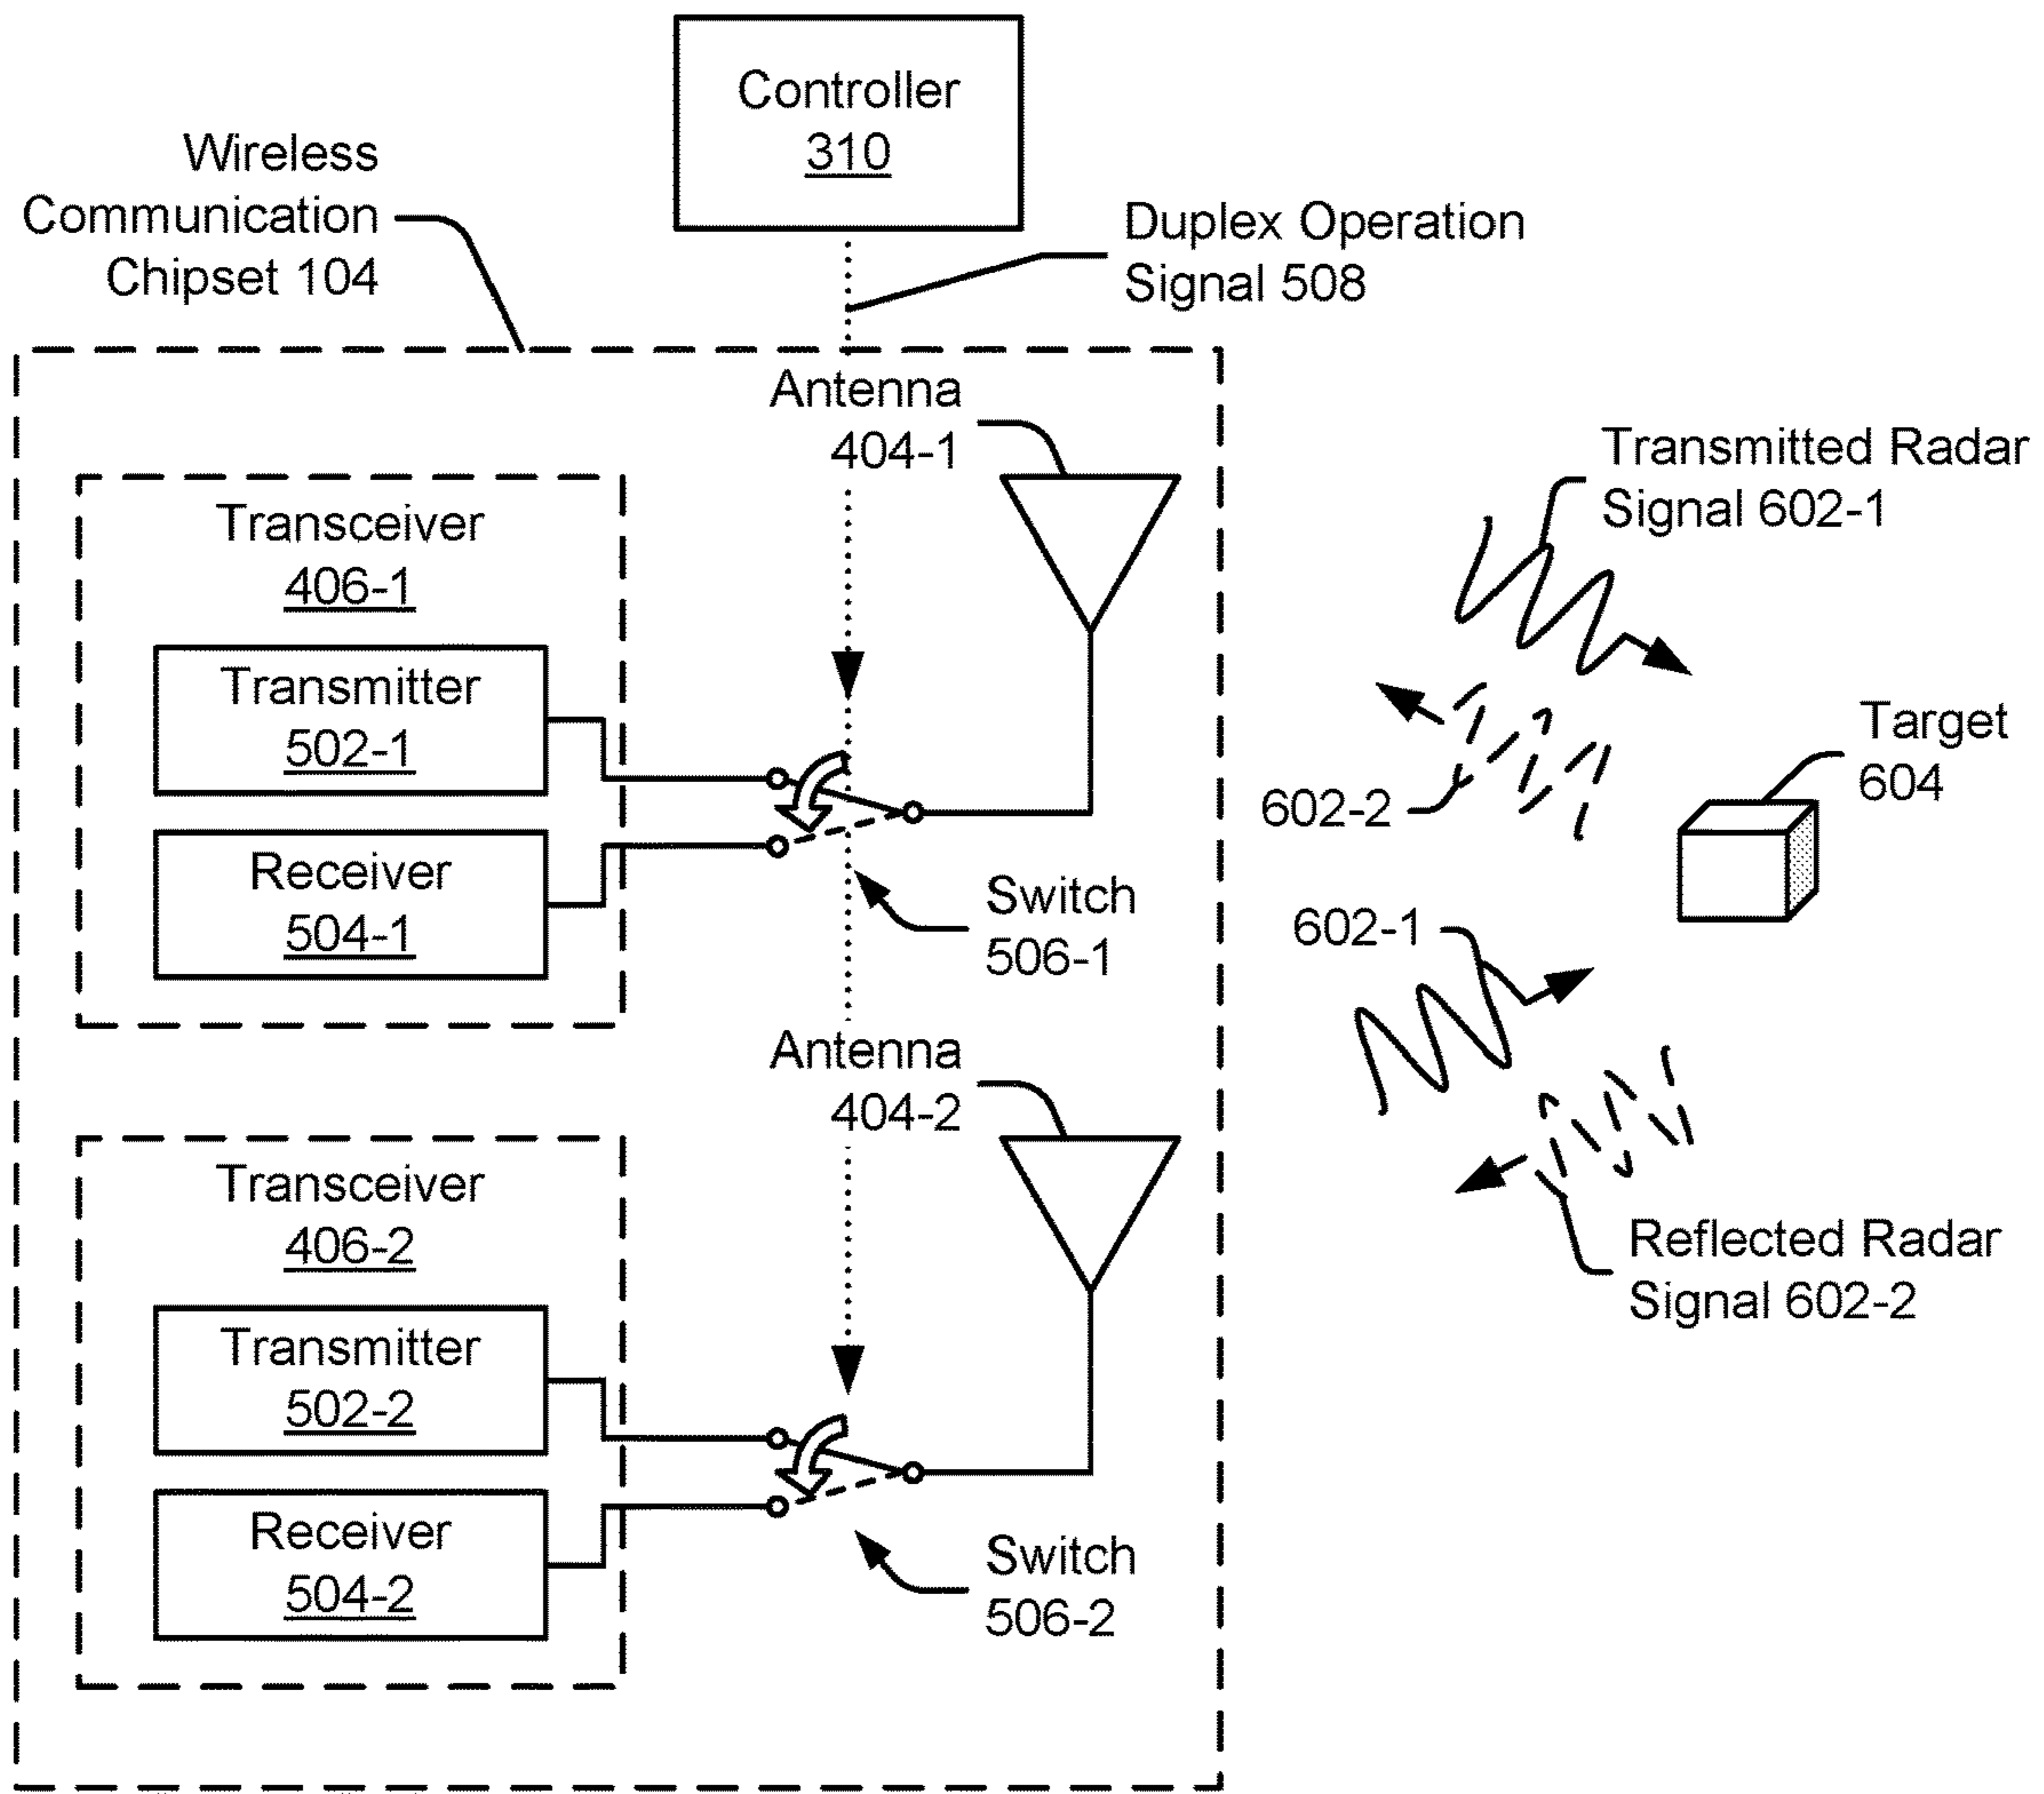 Controller
310
Wireless
Communication
Chipset 104
Duplex Operation
Signal 508
Antenna
404-1
Transmitted Radar
Signal 602-1
Transceiver
406-1
Transmitter
502-1
Receiver
504-1
Switch
506-1
602-2
Target
604
602-1
Antenna
404-2
Transceiver
406-2
Transmitter
502-2
Receiver
504-2
Switch
506-2
Reflected Radar
Signal 602-2